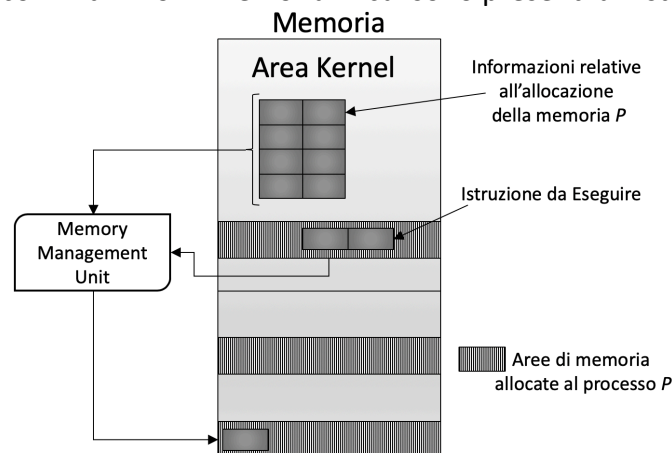 Memoria
Area Kernel
Informazioni relative
all'allocazione
della memoria P
Istruzione da Eseguire
Memory
Management
Unit
Aree di memoria
allocate al processo P